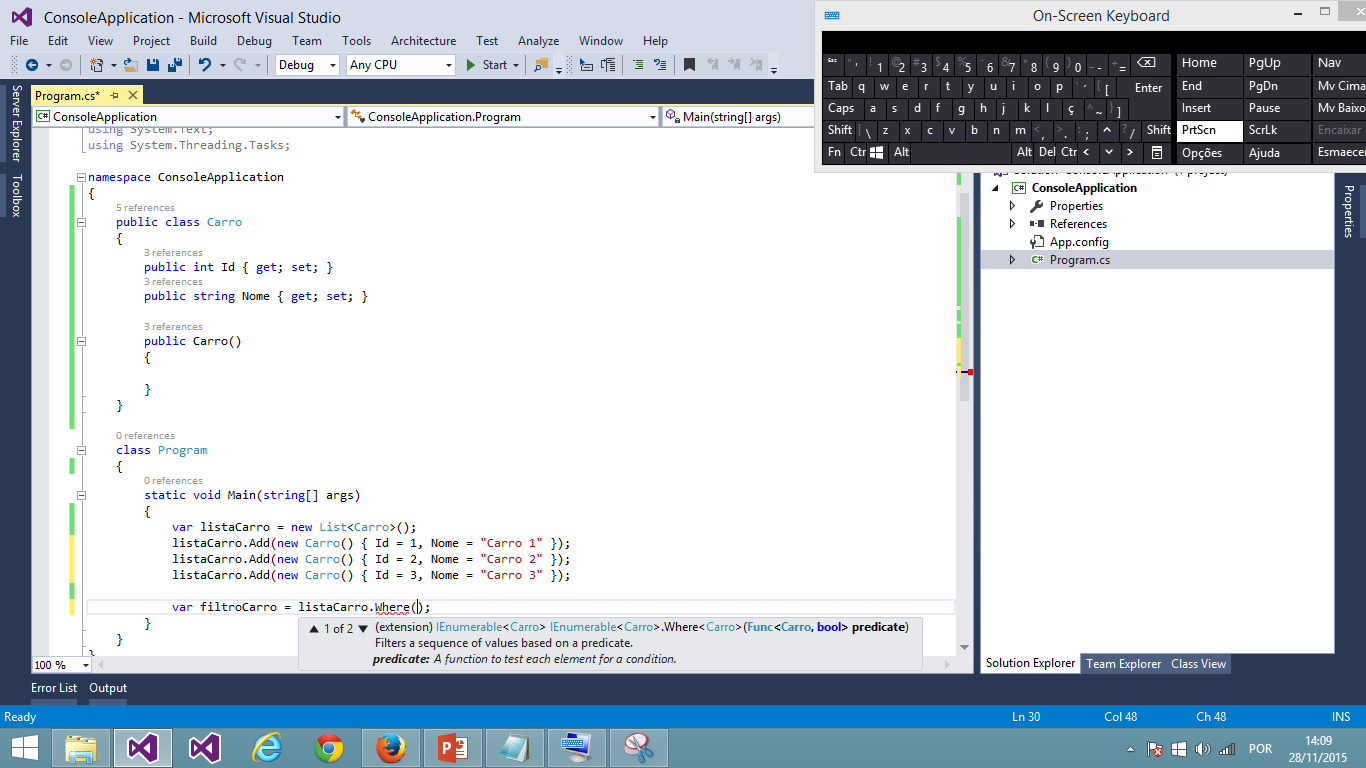 ConsoleApplication - Microsoft Visual Studio
File Edit View Project Build Debug Team Tools Architecture Test Analyze Window Help
Debug Any CPU Start
On-Screen Keyboard
Home PgUp Nav
Tab q w e r t y u i o p Enter End PgDn Mv Cima
Caps a s d f g h j k l ç Insert Pause Mv Baixo
Shift z x c v b n m Shift PrtScn ScrLk Encaixar
Fn Ctr Alt Alt Del Ctr Opções Ajuda Esmaecer
Server Explorer
Toolbox
Program.cs*
ConsoleApplication ConsoleApplication.Program Main(string[] args)
using System.Text;
using System.Threading.Tasks;
namespace ConsoleApplication
{
5 references
public class Carro
{
3 references
public int Id { get; set; }
3 references
public string Nome { get; set; }
3 references
public Carro()
{
}
}
0 references
class Program
{
0 references
static void Main(string[] args)
{
var listaCarro = new List<Carro>();
listaCarro.Add(new Carro() { Id = 1, Nome = "Carro 1" });
listaCarro.Add(new Carro() { Id = 2, Nome = "Carro 2" });
listaCarro.Add(new Carro() { Id = 3, Nome = "Carro 3" });
var filtroCarro = listaCarro.Where();
}
}
1 of 2 (extension) IEnumerable<Carro> IEnumerable<Carro>.Where<Carro>(Func<Carro, bool> predicate)
Filters a sequence of values based on a predicate.
predicate: A function to test each element for a condition.
100 %
ConsoleApplication
Properties
References
App.config
Program.cs
Properties
Solution Explorer Team Explorer Class View
Error List Output
Ready Ln 30 Col 48 Ch 48 INS
POR
14:09
28/11/2015